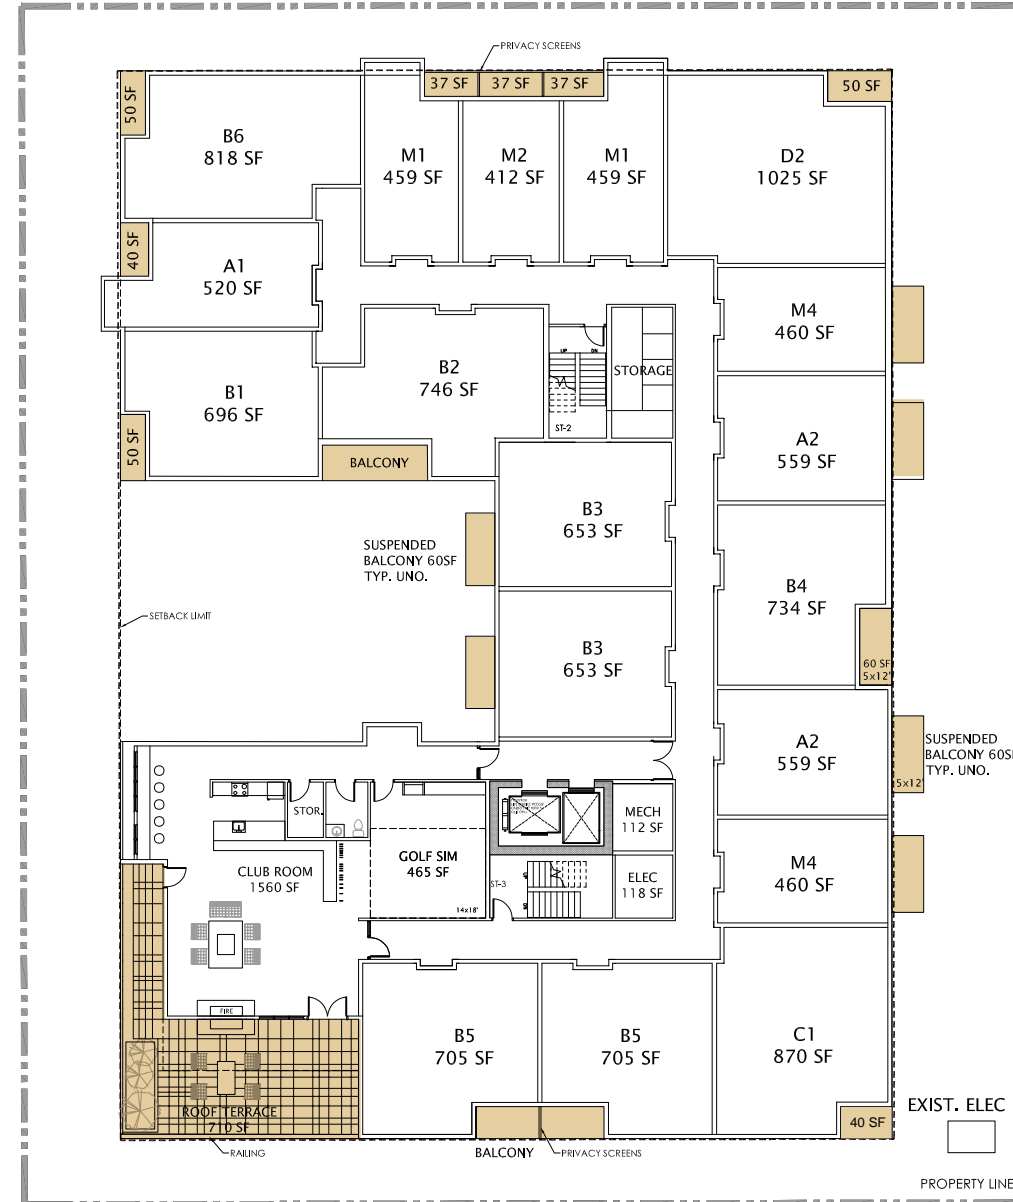 PRIVACY SCREENS
50 SF
37 SF
37 SF
37 SF
50 SF
B6
818 SF
M1
459 SF
M2
412 SF
M1
459 SF
D2
1025 SF
40 SF
A1
520 SF
M4
460 SF
B2
746 SF
UP
DN
STORAGE
ST-2
B1
696 SF
50 SF
BALCONY
A2
559 SF
B3
653 SF
SUSPENDED
BALCONY 60SF
TYP. UNO.
B4
734 SF
SETBACK LIMIT
B3
653 SF
60 SF
5x12'
A2
559 SF
SUSPENDED
BALCONY 60S
TYP. UNO.
5x12'
STOR.
MECH
112 SF
GOLF SIM
465 SF
CLUB ROOM
1560 SF
M4
460 SF
ST-3
UP
DN
ELEC
118 SF
14x18'
FIRE
B5
705 SF
B5
705 SF
C1
870 SF
ROOF TERRACE
710 SF
40 SF
EXIST. ELEC
RAILING
BALCONY
PRIVACY SCREENS
PROPERTY LINE